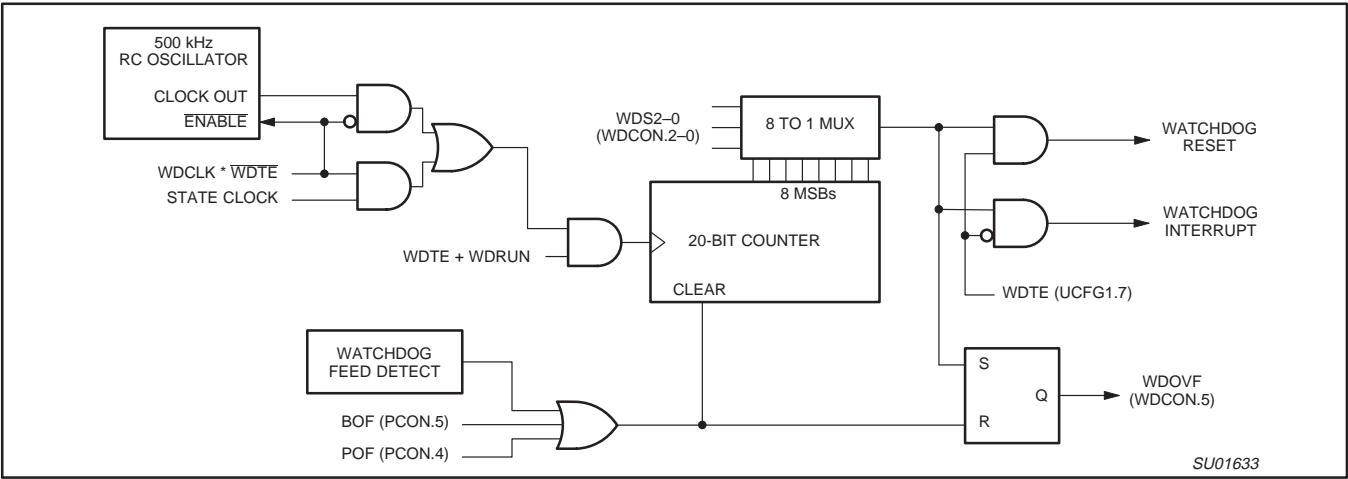 500 kHz
RC OSCILLATOR
CLOCK OUT
E̅N̅A̅B̅L̅E̅
WDCLK * W̅D̅T̅E̅
STATE CLOCK
WDTE + WDRUN
WDS2–0
(WDCON.2–0)
8 TO 1 MUX
8 MSBs
20-BIT COUNTER
CLEAR
WATCHDOG
RESET
WATCHDOG
INTERRUPT
WDTE (UCFG1.7)
WATCHDOG
FEED DETECT
BOF (PCON.5)
POF (PCON.4)
S
R
Q
WDOVF
(WDCON.5)
SU01633